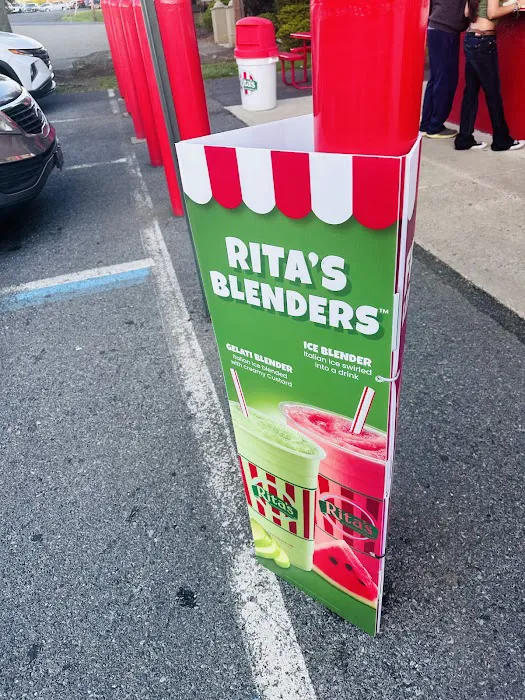 RITA'S
BLENDERS™
GELATI BLENDER
Italian Ice blended
with creamy Custard
ICE BLENDER
Italian Ice swirled
into a drink
Rita's
Rita's